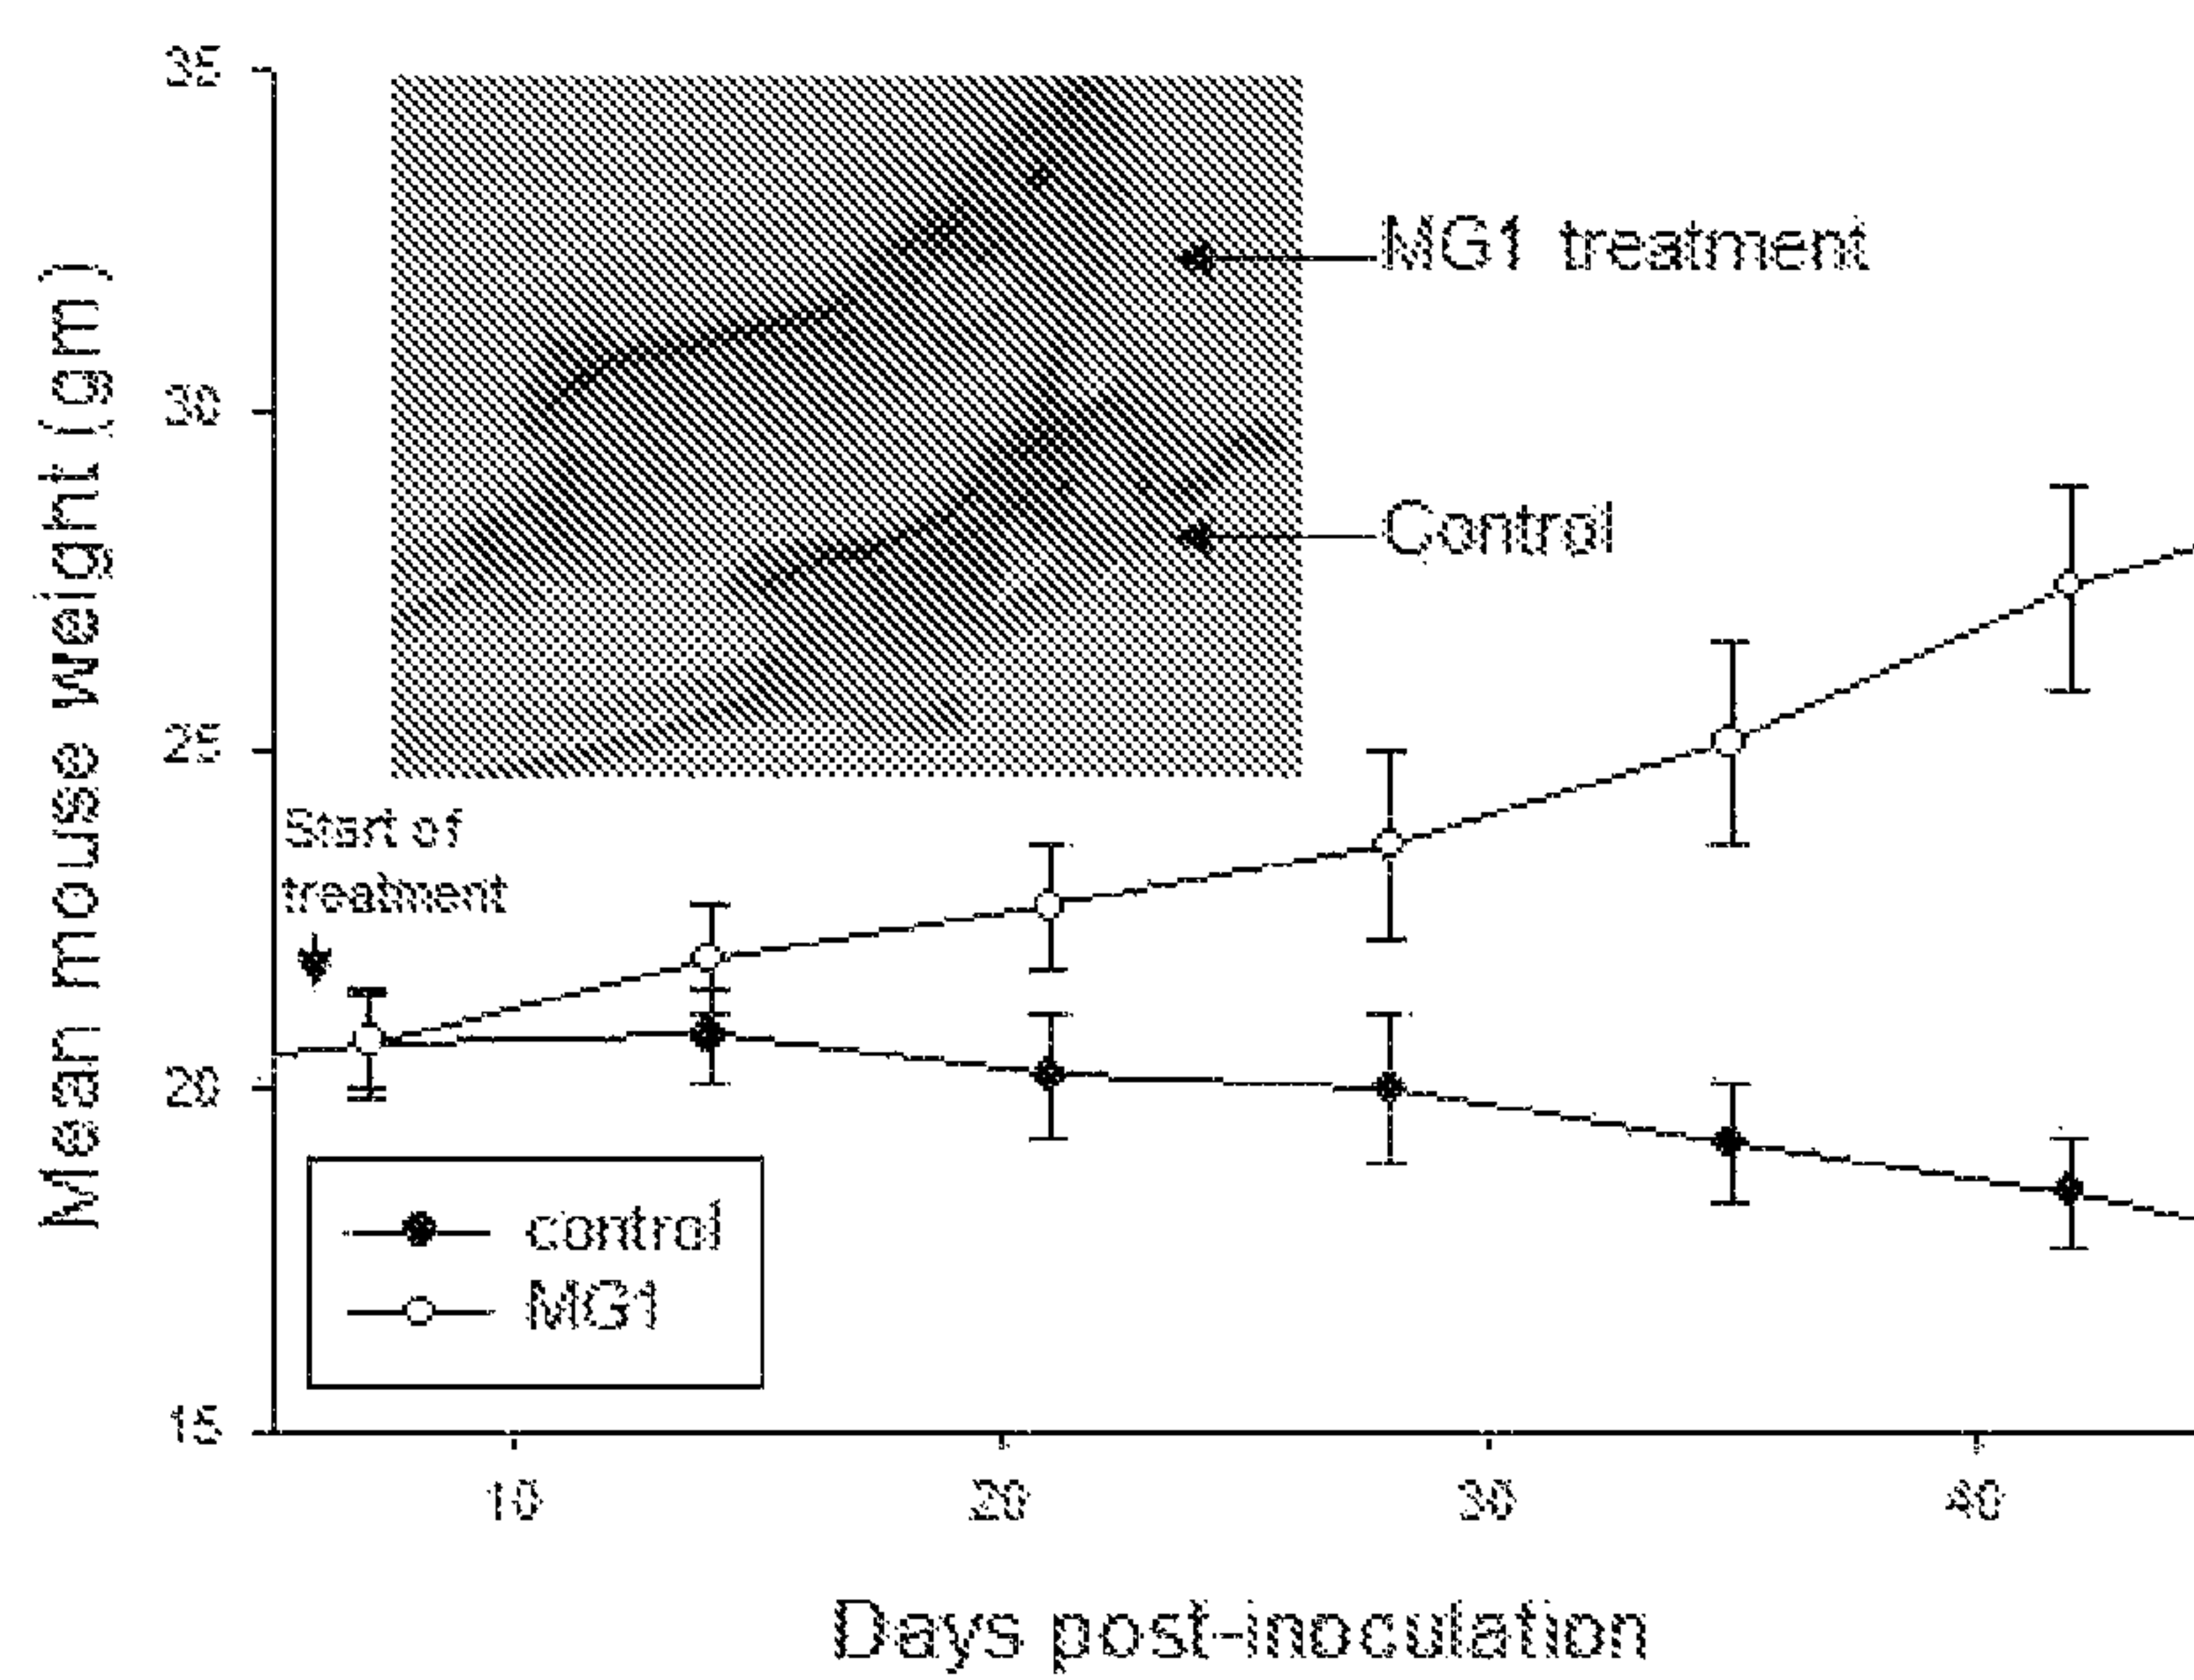 Mean mouse weight (gm)
35
30
25
20
15
MG1 treatment
Control
Start of
treatment
control
MG1
10
20
30
40
Days post-inoculation